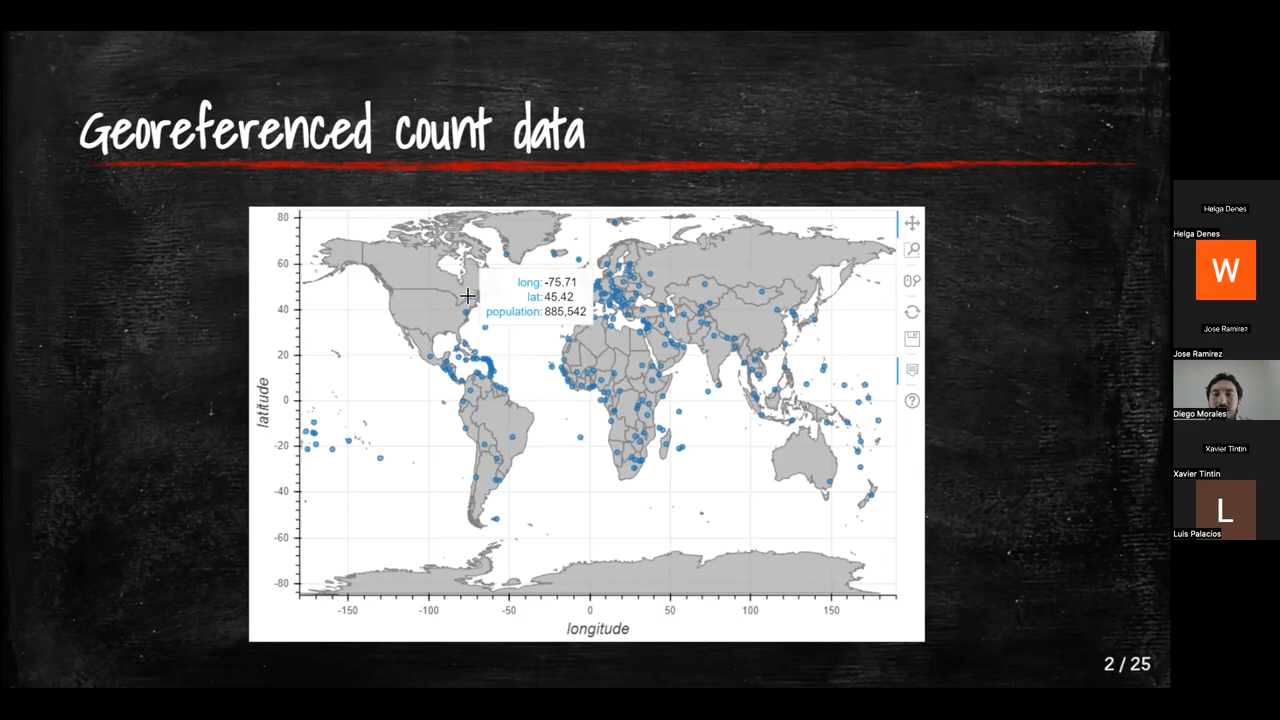 Georeferenced count data
80
60
40
20
0
-20
-40
-60
-80
latitude
long: -75.71
lat: 45.42
population: 885,542
-150
-100
-50
0
50
100
150
longitude
2 / 25
Helga Denes
Helga Denes
W
Jose Ramirez
Jose Ramirez
Diego Morales
Xavier Tintin
Xavier Tintin
L
Luis Palacios